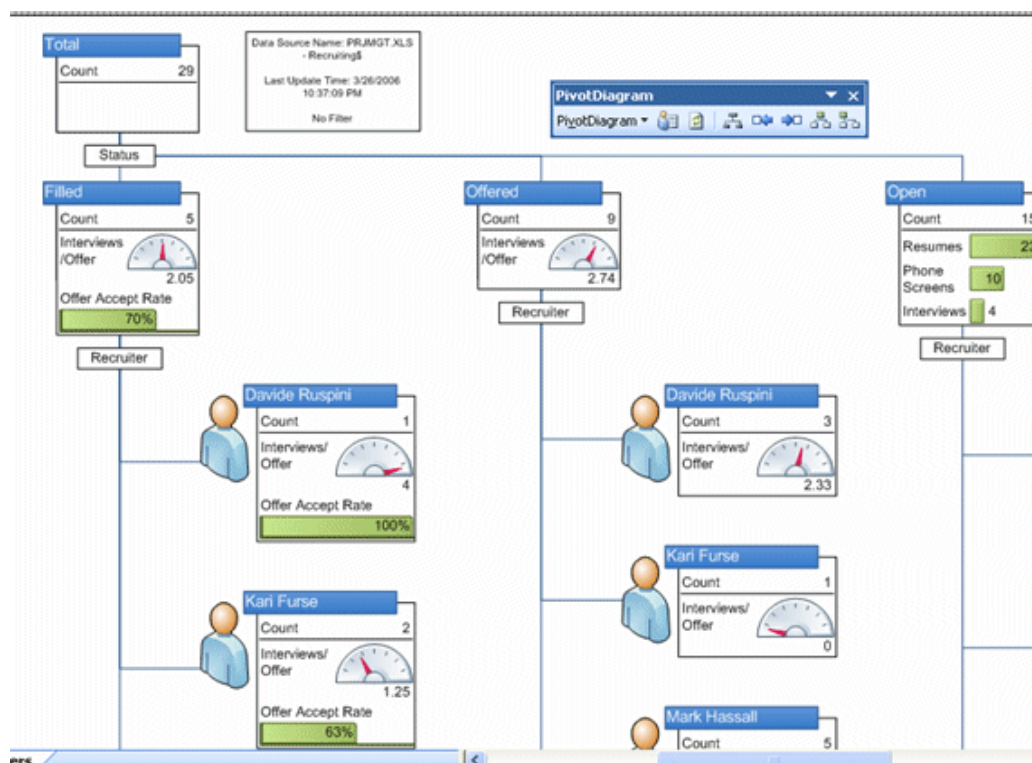 Total
Count 29
Data Source Name: PRJMGT.XLS
- Recruiting$
Last Update Time: 3/26/2006
10:37:09 PM
No Filter
PivotDiagram
PivotDiagram
Status
Filled
Count 5
Interviews
/Offer
2.05
Offer Accept Rate
70%
Recruiter
Offered
Count 9
Interviews
/Offer
2.74
Recruiter
Open
Count 15
Resumes
Phone
Screens
10
Interviews 4
Recruiter
Davide Ruspini
Count 1
Interviews/
Offer
4
Offer Accept Rate
100%
Kari Furse
Count 2
Interviews/
Offer
1.25
Offer Accept Rate
63%
Davide Ruspini
Count 3
Interviews/
Offer
2.33
Kari Furse
Count 1
Interviews/
Offer
0
Mark Hassall
Count 5